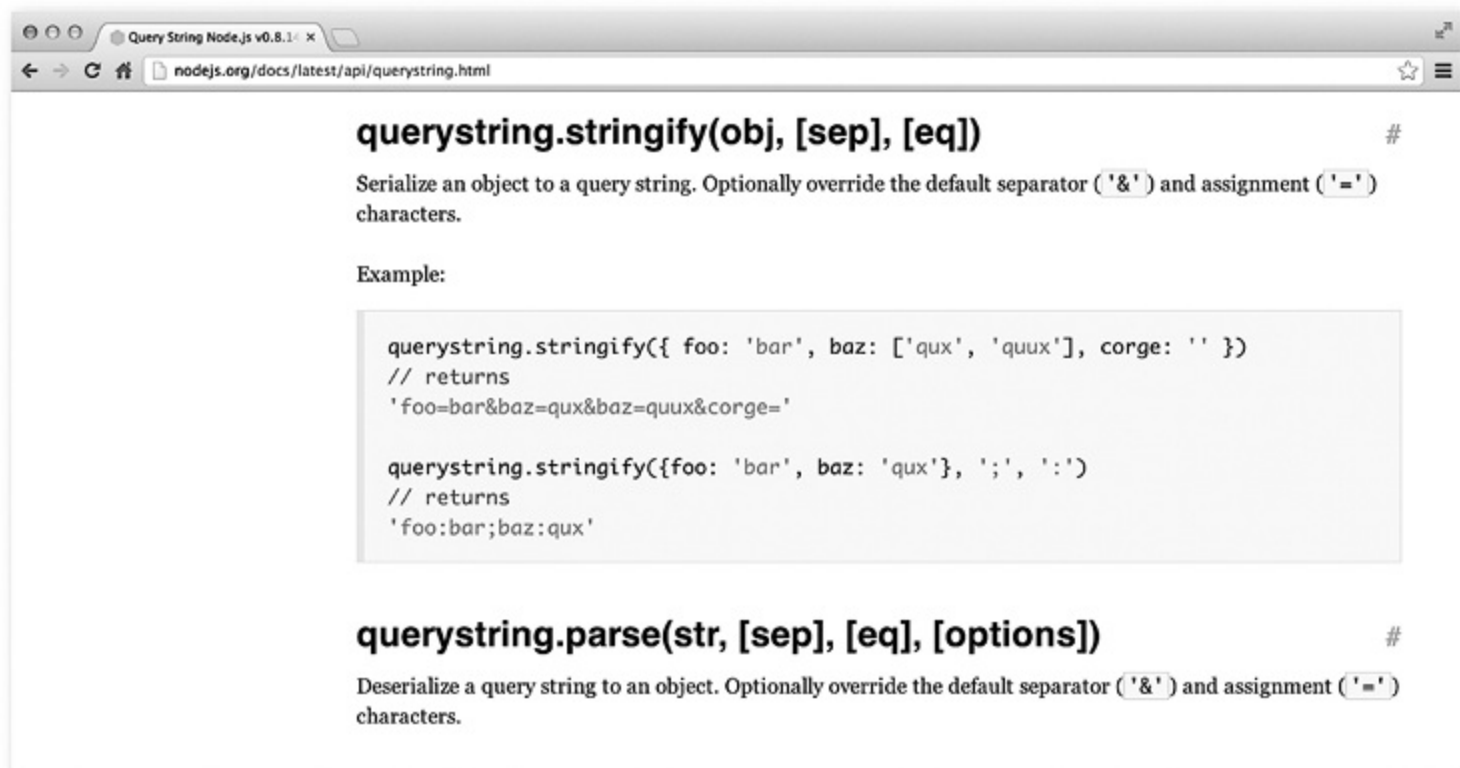 Query String Node.js v0.8.14
nodejs.org/docs/latest/api/querystring.html
querystring.stringify(obj, [sep], [eq]) #
Serialize an object to a query string. Optionally override the default separator ( '&' ) and assignment ( '=' )
characters.
Example:
querystring.stringify({ foo: 'bar', baz: ['qux', 'quux'], corge: '' })
// returns
'foo=bar&baz=qux&baz=quux&corge='
querystring.stringify({foo: 'bar', baz: 'qux'}, ';', ':')
// returns
'foo:bar;baz:qux'
querystring.parse(str, [sep], [eq], [options]) #
Deserialize a query string to an object. Optionally override the default separator ( '&' ) and assignment ( '=' )
characters.